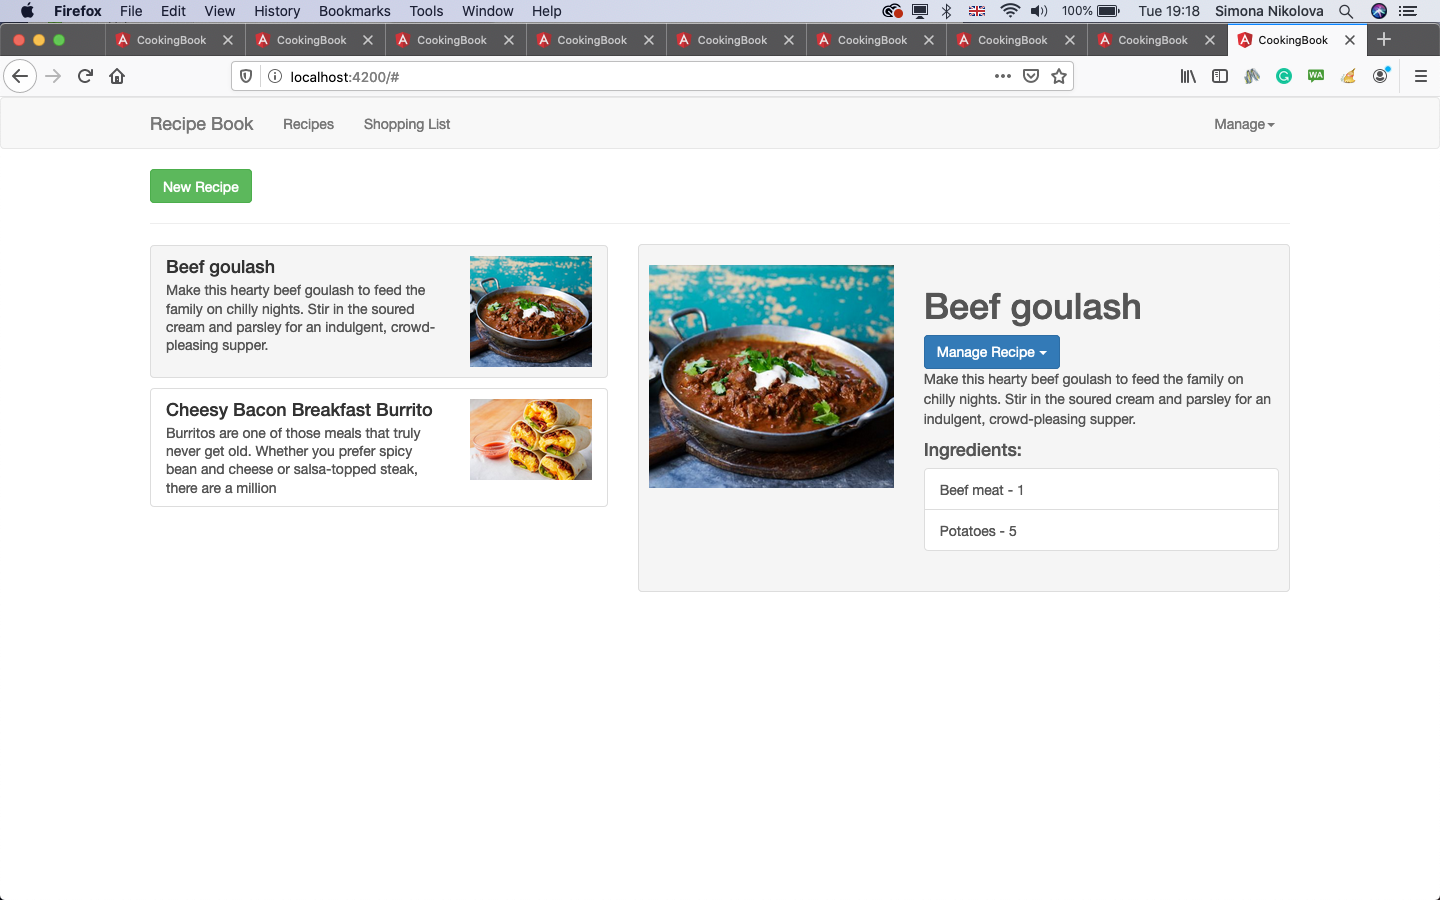 Firefox File Edit View History Bookmarks Tools Window Help 100% Tue 19:18 Simona Nikolova
CookingBook CookingBook CookingBook CookingBook CookingBook CookingBook CookingBook CookingBook CookingBook
localhost:4200/#
WA
Recipe Book Recipes Shopping List Manage
New Recipe
Beef goulash
Make this hearty beef goulash to feed the
family on chilly nights. Stir in the soured
cream and parsley for an indulgent, crowd-
pleasing supper.
Cheesy Bacon Breakfast Burrito
Burritos are one of those meals that truly
never get old. Whether you prefer spicy
bean and cheese or salsa-topped steak,
there are a million
Beef goulash
Manage Recipe
Make this hearty beef goulash to feed the family on
chilly nights. Stir in the soured cream and parsley for an
indulgent, crowd-pleasing supper.
Ingredients:
Beef meat - 1
Potatoes - 5